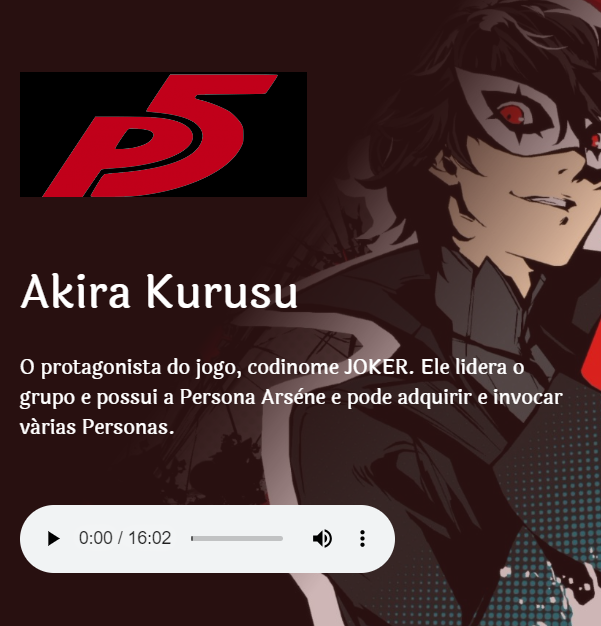 P5
Akira Kurusu
O protagonista do jogo, codinome JOKER. Ele lidera o
grupo e possui a Persona Arséne e pode adquirir e invocar
vàrias Personas.
0:00 / 16:02